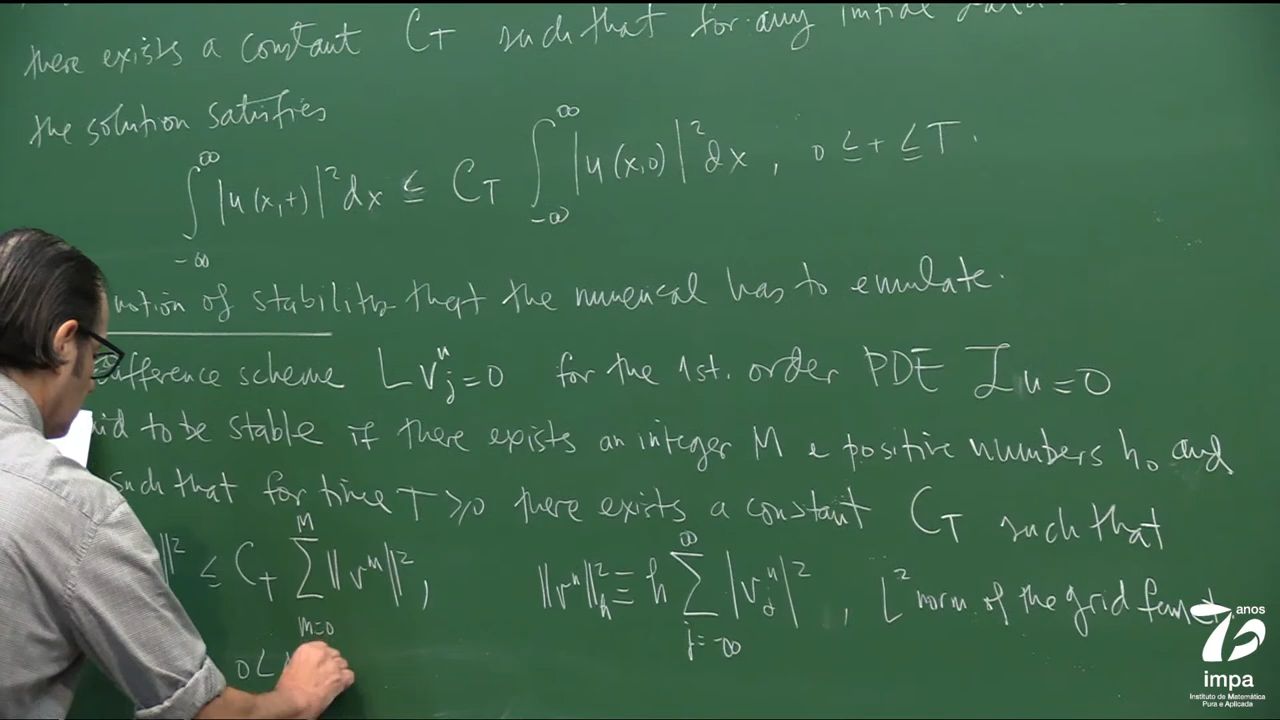 there exists a constant C_T such that for any initial
the solution satisfies
∫_{-∞}^{∞} |u(x,t)|² dx ≤ C_T ∫_{-∞}^{∞} |u(x,0)|² dx , 0 ≤ t ≤ T.
notion of stability that the numerical has to emulate.
difference scheme L v_j^n = 0 for the 1st. order PDE ℒu = 0
to be stable if there exists an integer M e positive numbers h₀ and
such that for time T ≥ 0 there exists a constant C_T such that
‖² ≤ C_T ∑_{m=0}^{M} ‖v^m‖², ‖v^n‖_h² ≡ h ∑_{j=-∞}^{∞} |v_j^n|² , L² norm of the grid
0 <
anos
impa
Instituto de Matemática
Pura e Aplicada